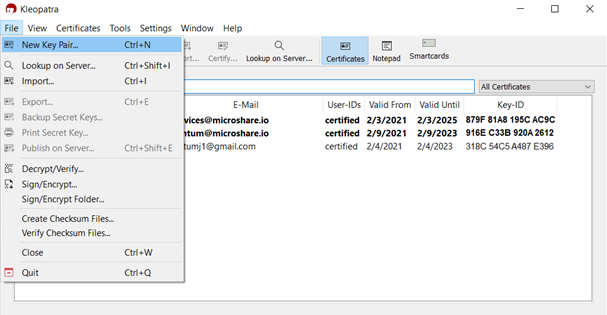 Kleopatra
File View Certificates Tools Settings Window Help
New Key Pair... Ctrl+N
Lookup on Server... Ctrl+Shift+I
Import... Ctrl+I
Export... Ctrl+E
Backup Secret Keys...
Print Secret Key...
Publish on Server... Ctrl+Shift+E
Decrypt/Verify...
Sign/Encrypt...
Sign/Encrypt Folder...
Create Checksum Files...
Verify Checksum Files...
Close Ctrl+W
Quit Ctrl+Q
ort... Certify... Lookup on Server... Certificates Notepad Smartcards
All Certificates
E-Mail User-IDs Valid From Valid Until Key-ID
vices@microshare.io certified 2/3/2021 2/3/2025 879F 81A8 195C AC9C
ntum@microshare.io certified 2/9/2021 2/9/2023 916E C33B 920A 2612
tumj1@gmail.com certified 2/4/2021 2/4/2023 318C 54C5 A487 E396